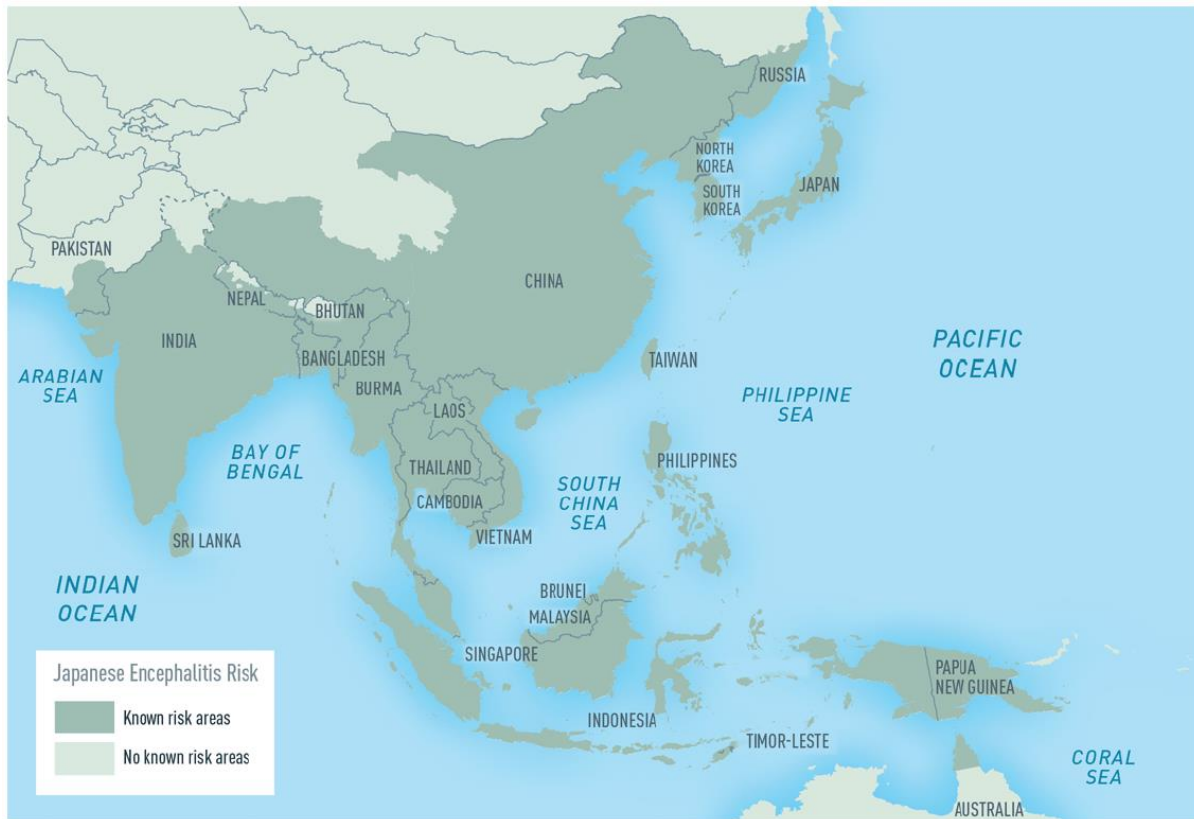 RUSSIA
NORTH
KOREA
SOUTH
KOREA
JAPAN
PAKISTAN
CHINA
NEPAL
BHUTAN
INDIA
BANGLADESH
BURMA
TAIWAN
PACIFIC
OCEAN
ARABIAN
SEA
PHILIPPINE
SEA
LAOS
BAY OF
BENGAL
THAILAND
PHILIPPINES
CAMBODIA
SOUTH
CHINA
SEA
VIETNAM
SRI LANKA
INDIAN
OCEAN
BRUNEI
MALAYSIA
SINGAPORE
PAPUA
NEW GUINEA
INDONESIA
TIMOR-LESTE
CORAL
SEA
AUSTRALIA
Japanese Encephalitis Risk
Known risk areas
No known risk areas